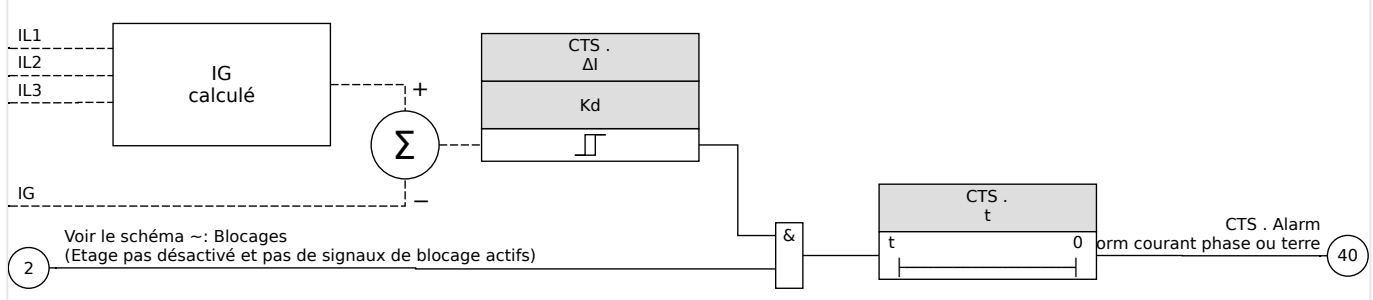 IL1
IL2
IL3
IG
calculé
+
Σ
−
IG
CTS .
ΔI
Kd
Voir le schéma ~: Blocages
(Etage pas désactivé et pas de signaux de blocage actifs)
2
&
CTS .
t
t 0
CTS . Alarm
orm courant phase ou terre
40